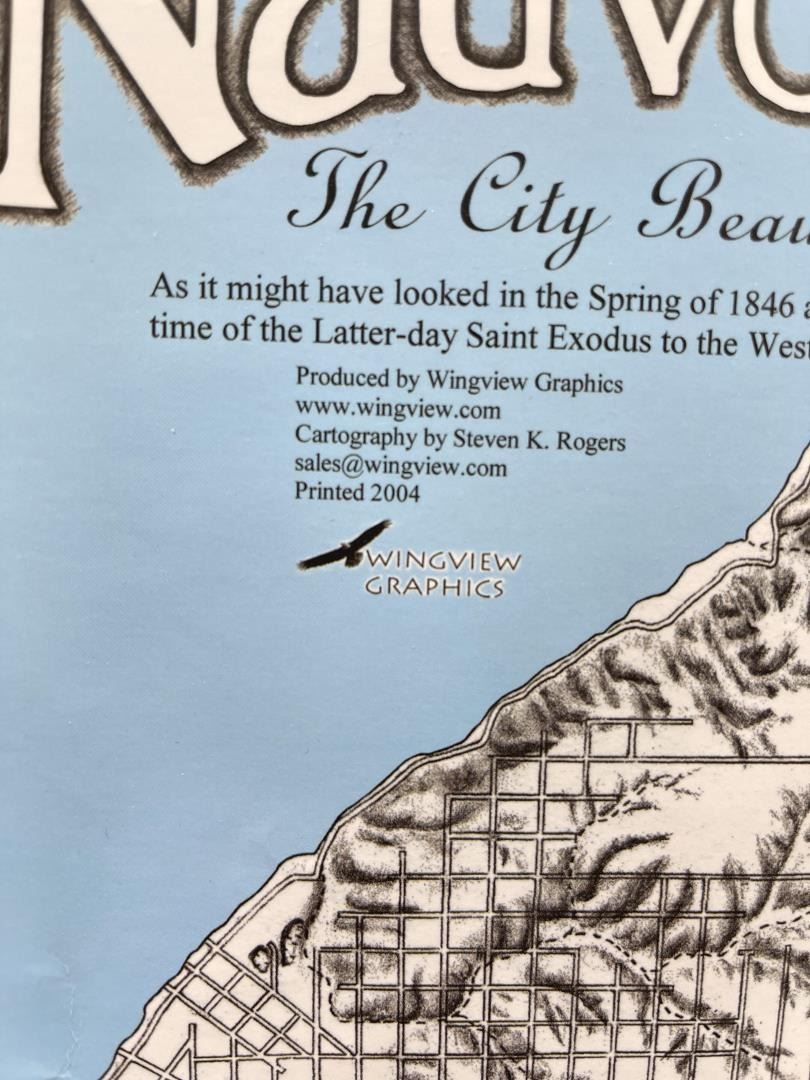 Nauvo
The City Beau
As it might have looked in the Spring of 1846 a
time of the Latter-day Saint Exodus to the West
Produced by Wingview Graphics
www.wingview.com
Cartography by Steven K. Rogers
sales@wingview.com
Printed 2004
WINGVIEW
GRAPHICS